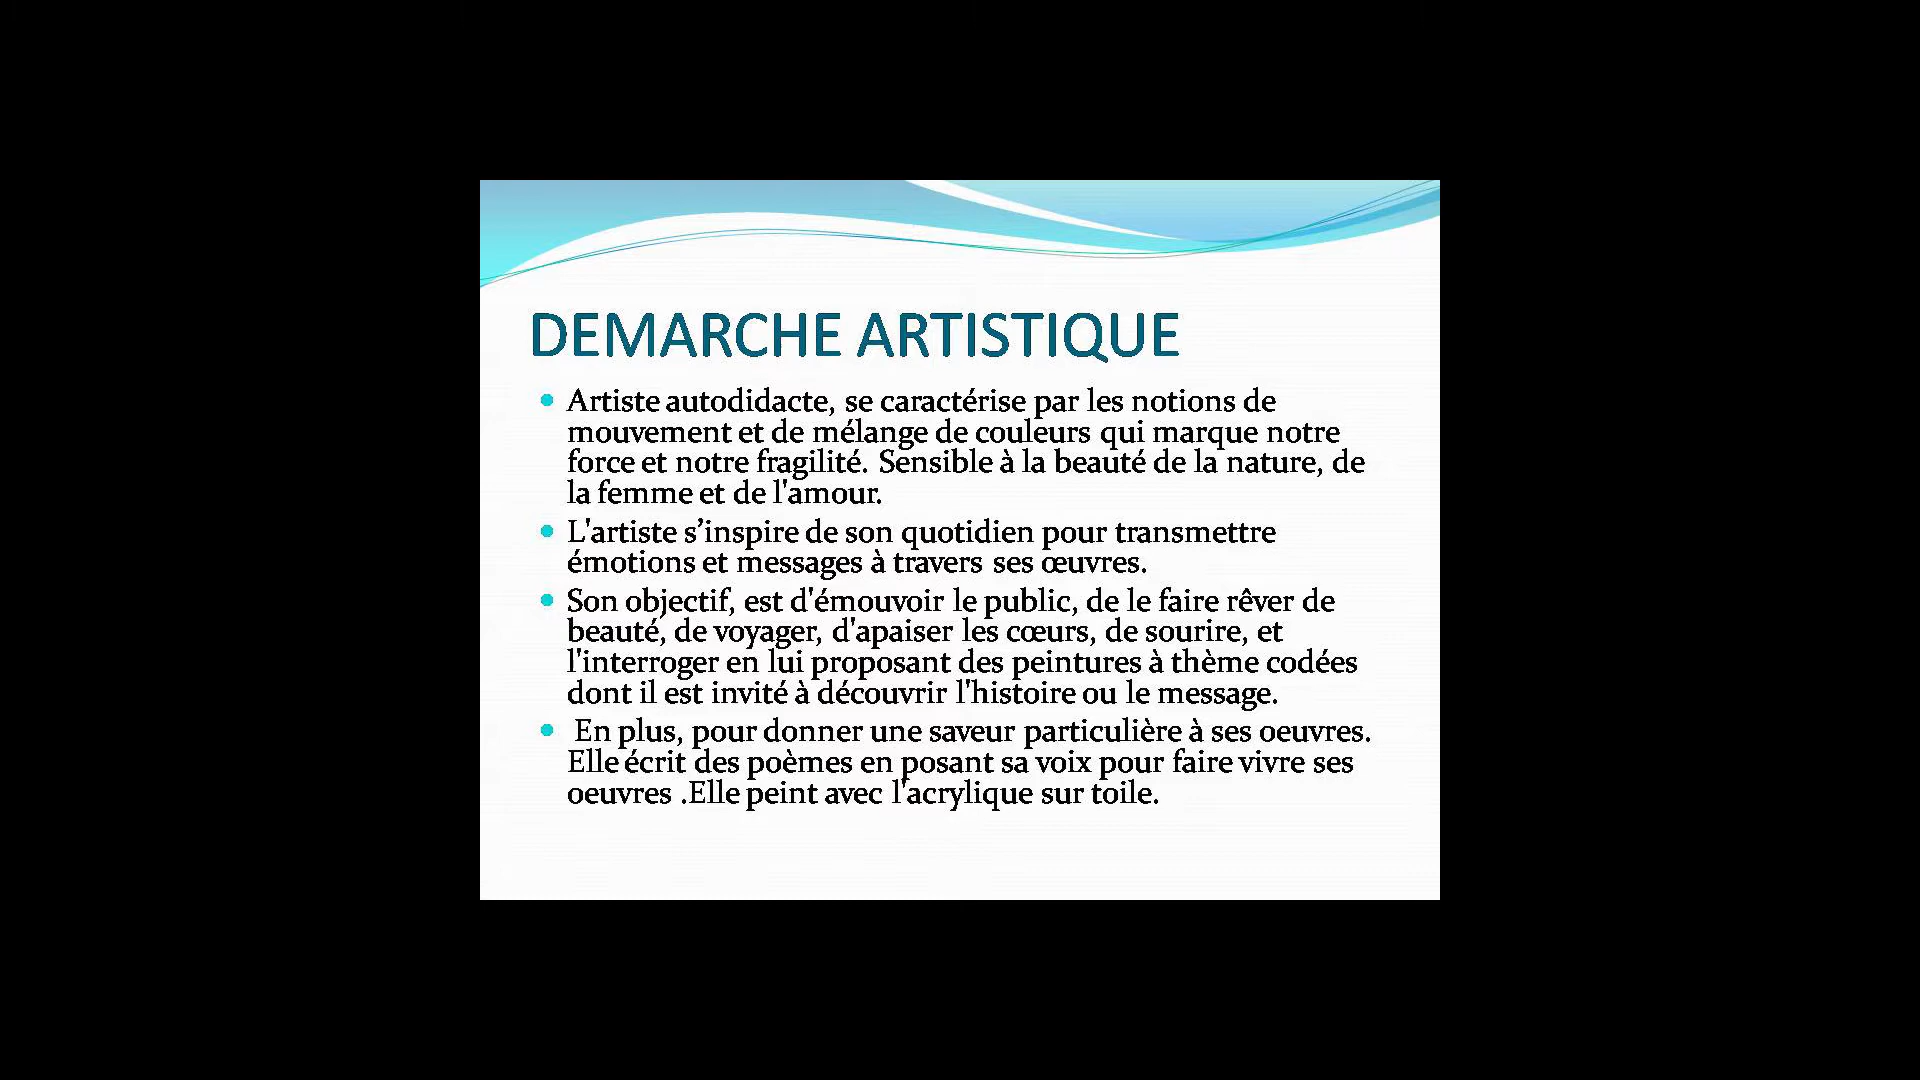 DEMARCHE ARTISTIQUE
• Artiste autodidacte, se caractérise par les notions de
mouvement et de mélange de couleurs qui marque notre
force et notre fragilité. Sensible à la beauté de la nature, de
la femme et de l'amour.
• L'artiste s’inspire de son quotidien pour transmettre
émotions et messages à travers ses œuvres.
• Son objectif, est d'émouvoir le public, de le faire rêver de
beauté, de voyager, d'apaiser les cœurs, de sourire, et
l'interroger en lui proposant des peintures à thème codées
dont il est invité à découvrir l'histoire ou le message.
• En plus, pour donner une saveur particulière à ses oeuvres.
Elle écrit des poèmes en posant sa voix pour faire vivre ses
oeuvres .Elle peint avec l'acrylique sur toile.